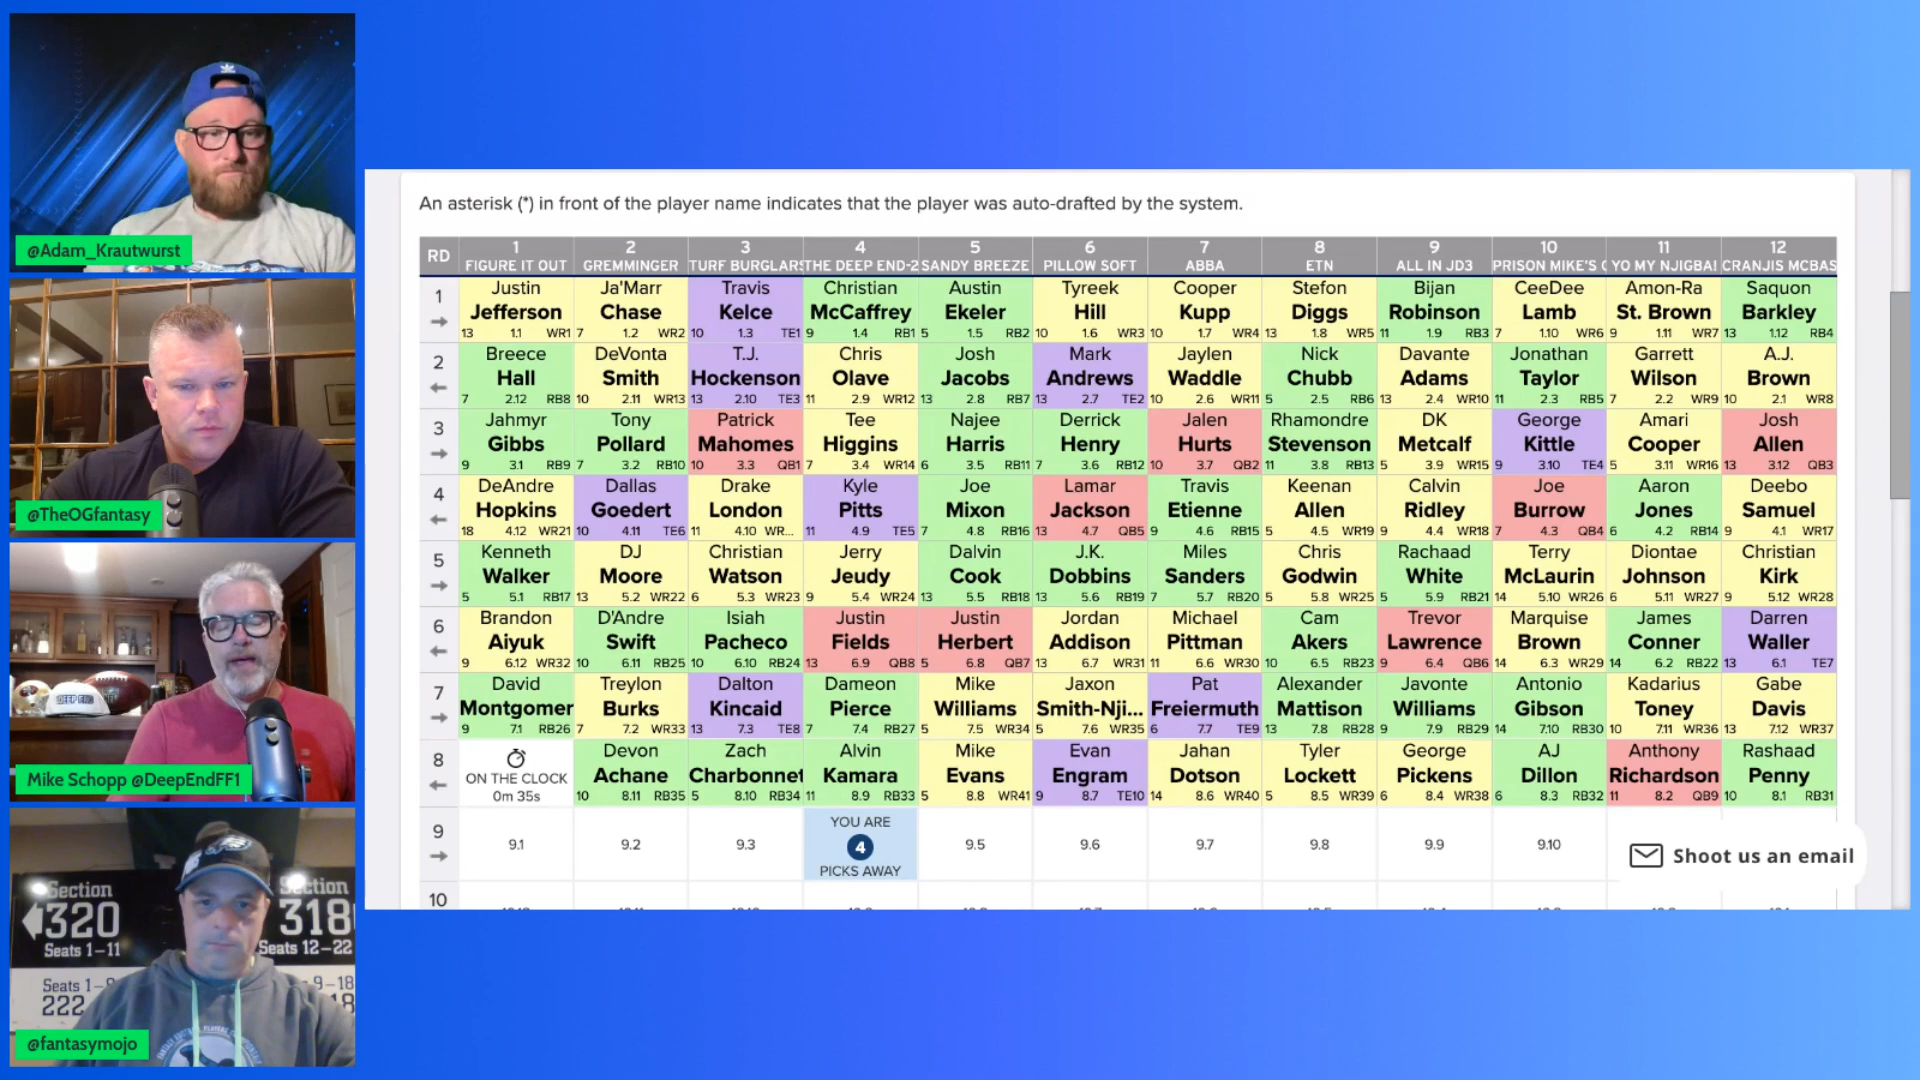 @Adam_Krautwurst
@TheOGfantasy
DEEP END
Mike Schopp @DeepEndFF1
Section
320
Seats 1-11
318
Seats 12-22
222
@fantasymojo
An asterisk (*) in front of the player name indicates that the player was auto-drafted by the system.
RD 1 2 3 4 5 6 7 8 9 10 11 12
FIGURE IT OUT GREMMINGER TURF BURGLARS THE DEEP END-2 SANDY BREEZE PILLOW SOFT ABBA ETN ALL IN JD3 PRISON MIKE'S YO MY NJIGBA! CRANJIS MCBAS
1 Justin Ja'Marr Travis Christian Austin Tyreek Cooper Stefon Bijan CeeDee Amon-Ra Saquon
Jefferson Chase Kelce McCaffrey Ekeler Hill Kupp Diggs Robinson Lamb St. Brown Barkley
13 1.1 WR1 7 1.2 WR2 10 1.3 TE1 9 1.4 RB1 5 1.5 RB2 10 1.6 WR3 10 1.7 WR4 13 1.8 WR5 11 1.9 RB3 7 1.10 WR6 9 1.11 WR7 13 1.12 RB4
2 Breece DeVonta T.J. Chris Josh Mark Jaylen Nick Davante Jonathan Garrett A.J.
Hall Smith Hockenson Olave Jacobs Andrews Waddle Chubb Adams Taylor Wilson Brown
7 2.12 RB8 10 2.11 WR13 13 2.10 TE3 11 2.9 WR12 13 2.8 RB7 13 2.7 TE2 10 2.6 WR11 5 2.5 RB6 13 2.4 WR10 11 2.3 RB5 7 2.2 WR9 10 2.1 WR8
3 Jahmyr Tony Patrick Tee Najee Derrick Jalen Rhamondre DK George Amari Josh
Gibbs Pollard Mahomes Higgins Harris Henry Hurts Stevenson Metcalf Kittle Cooper Allen
9 3.1 RB9 7 3.2 RB10 10 3.3 QB1 7 3.4 WR14 6 3.5 RB11 7 3.6 RB12 10 3.7 QB2 11 3.8 RB13 5 3.9 WR15 9 3.10 TE4 5 3.11 WR16 13 3.12 QB3
4 DeAndre Dallas Drake Kyle Joe Lamar Travis Keenan Calvin Joe Aaron Deebo
Hopkins Goedert London Pitts Mixon Jackson Etienne Allen Ridley Burrow Jones Samuel
18 4.12 WR21 10 4.11 TE6 11 4.10 WR... 11 4.9 TE5 7 4.8 RB16 13 4.7 QB5 9 4.6 RB15 5 4.5 WR19 9 4.4 WR18 7 4.3 QB4 6 4.2 RB14 9 4.1 WR17
5 Kenneth DJ Christian Jerry Dalvin J.K. Miles Chris Rachaad Terry Diontae Christian
Walker Moore Watson Jeudy Cook Dobbins Sanders Godwin White McLaurin Johnson Kirk
5 5.1 RB17 13 5.2 WR22 6 5.3 WR23 9 5.4 WR24 13 5.5 RB18 13 5.6 RB19 7 5.7 RB20 5 5.8 WR25 5 5.9 RB21 14 5.10 WR26 6 5.11 WR27 9 5.12 WR28
6 Brandon D'Andre Isiah Justin Justin Jordan Michael Cam Trevor Marquise James Darren
Aiyuk Swift Pacheco Fields Herbert Addison Pittman Akers Lawrence Brown Conner Waller
9 6.12 WR32 10 6.11 RB25 10 6.10 RB24 13 6.9 QB8 5 6.8 QB7 13 6.7 WR31 11 6.6 WR30 10 6.5 RB23 9 6.4 QB6 14 6.3 WR29 14 6.2 RB22 13 6.1 TE7
7 David Treylon Dalton Dameon Mike Jaxon Pat Alexander Javonte Antonio Kadarius Gabe
Montgomer Burks Kincaid Pierce Williams Smith-Nji... Freiermuth Mattison Williams Gibson Toney Davis
9 7.1 RB26 7 7.2 WR33 13 7.3 TE8 7 7.4 RB27 5 7.5 WR34 5 7.6 WR35 6 7.7 TE9 13 7.8 RB28 9 7.9 RB29 14 7.10 RB30 10 7.11 WR36 13 7.12 WR37
8 Devon Zach Alvin Mike Evan Jahan Tyler George AJ Anthony Rashaad
ON THE CLOCK Achane Charbonnet Kamara Evans Engram Dotson Lockett Pickens Dillon Richardson Penny
0m 35s 10 8.11 RB35 5 8.10 RB34 11 8.9 RB33 5 8.8 WR41 9 8.7 TE10 14 8.6 WR40 5 8.5 WR39 6 8.4 WR38 6 8.3 RB32 11 8.2 QB9 10 8.1 RB31
9 9.1 9.2 9.3 YOU ARE 4 PICKS AWAY 9.5 9.6 9.7 9.8 9.9 9.10
Shoot us an email
10